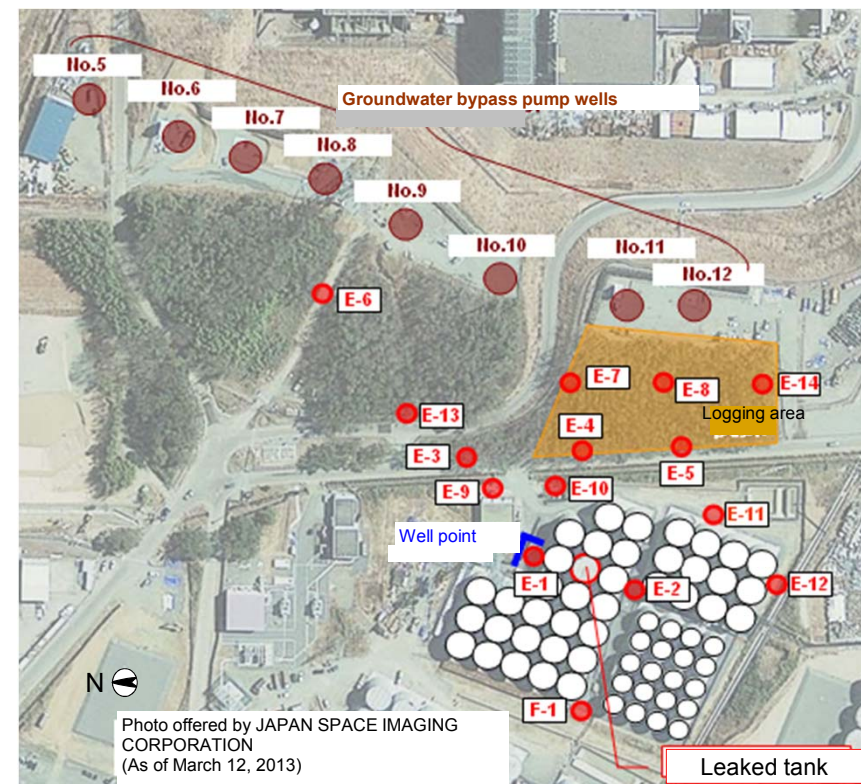 No.5
No.6
No.7
Groundwater bypass pump wells
No.8
No.9
No.10
No.11
No.12
E-6
E-7
E-8
E-14
Logging area
E-13
E-4
E-3
E-5
E-9
E-10
E-11
Well point
E-1
E-2
E-12
N
F-1
Photo offered by JAPAN SPACE IMAGING
CORPORATION
(As of March 12, 2013)
Leaked tank